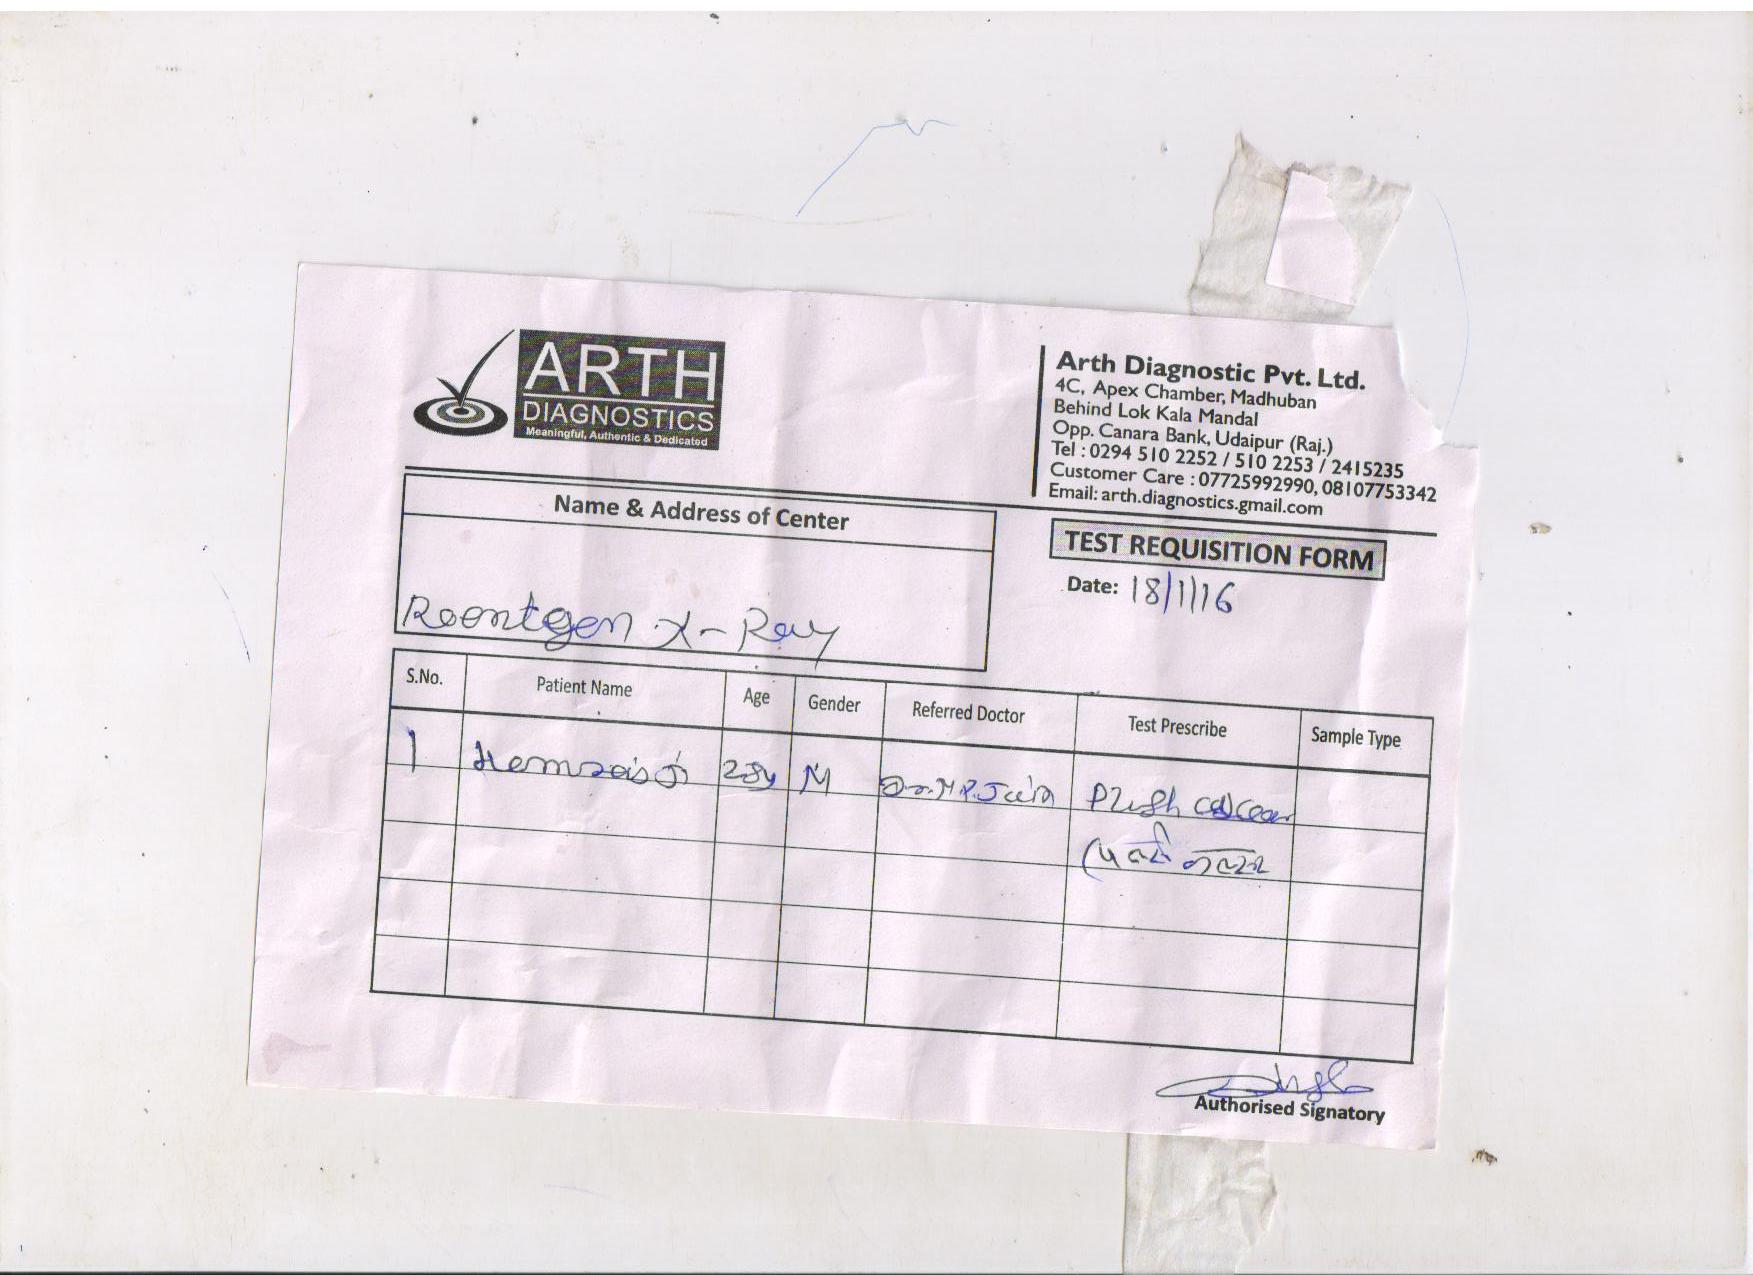 ARTH
DIAGNOSTICS
Meaningful, Authentic & Dedicated
Arth Diagnostic Pvt. Ltd.
4C, Apex Chamber, Madhuban
Behind Lok Kala Mandal
Opp. Canara Bank, Udaipur (Raj.)
Tel : 0294 510 2252 / 510 2253 / 2415235
Customer Care : 07725992990, 08107753342
Email: arth.diagnostics.gmail.com
Name & Address of Center
Roentgen X-Ray
TEST REQUISITION FORM
Date: 18/1/16
S.No. Patient Name Age Gender Referred Doctor Test Prescribe Sample Type
1 M Dr. M.P. Jain
Authorised Signatory